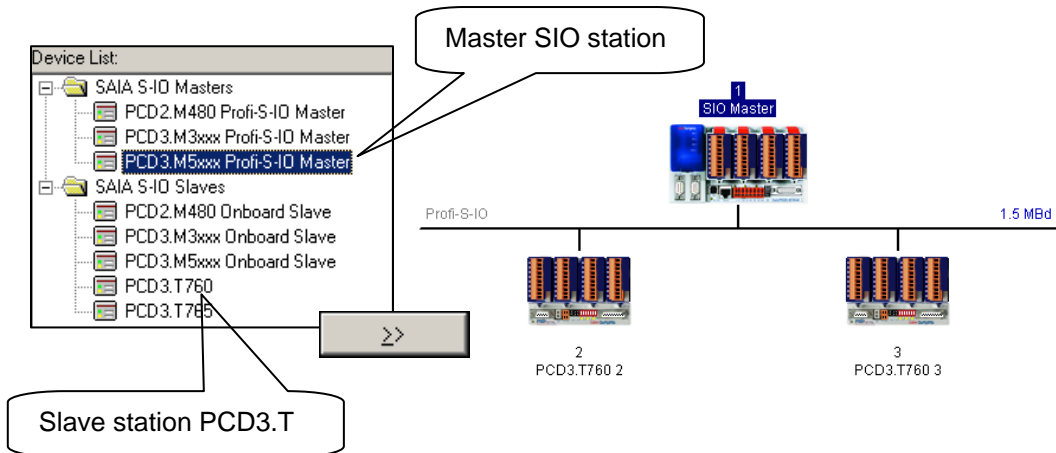 Master SIO station
Device List:
SAIA S-IO Masters
PCD2.M480 Profi-S-IO Master
PCD3.M3xxx Profi-S-IO Master
PCD3.M5xxx Profi-S-IO Master
SAIA S-IO Slaves
PCD2.M480 Onboard Slave
PCD3.M3xxx Onboard Slave
PCD3.M5xxx Onboard Slave
PCD3.T760
PCD3.T765
>>
Slave station PCD3.T
1
SIO Master
Profi-S-IO
1.5 MBd
2
PCD3.T760 2
3
PCD3.T760 3